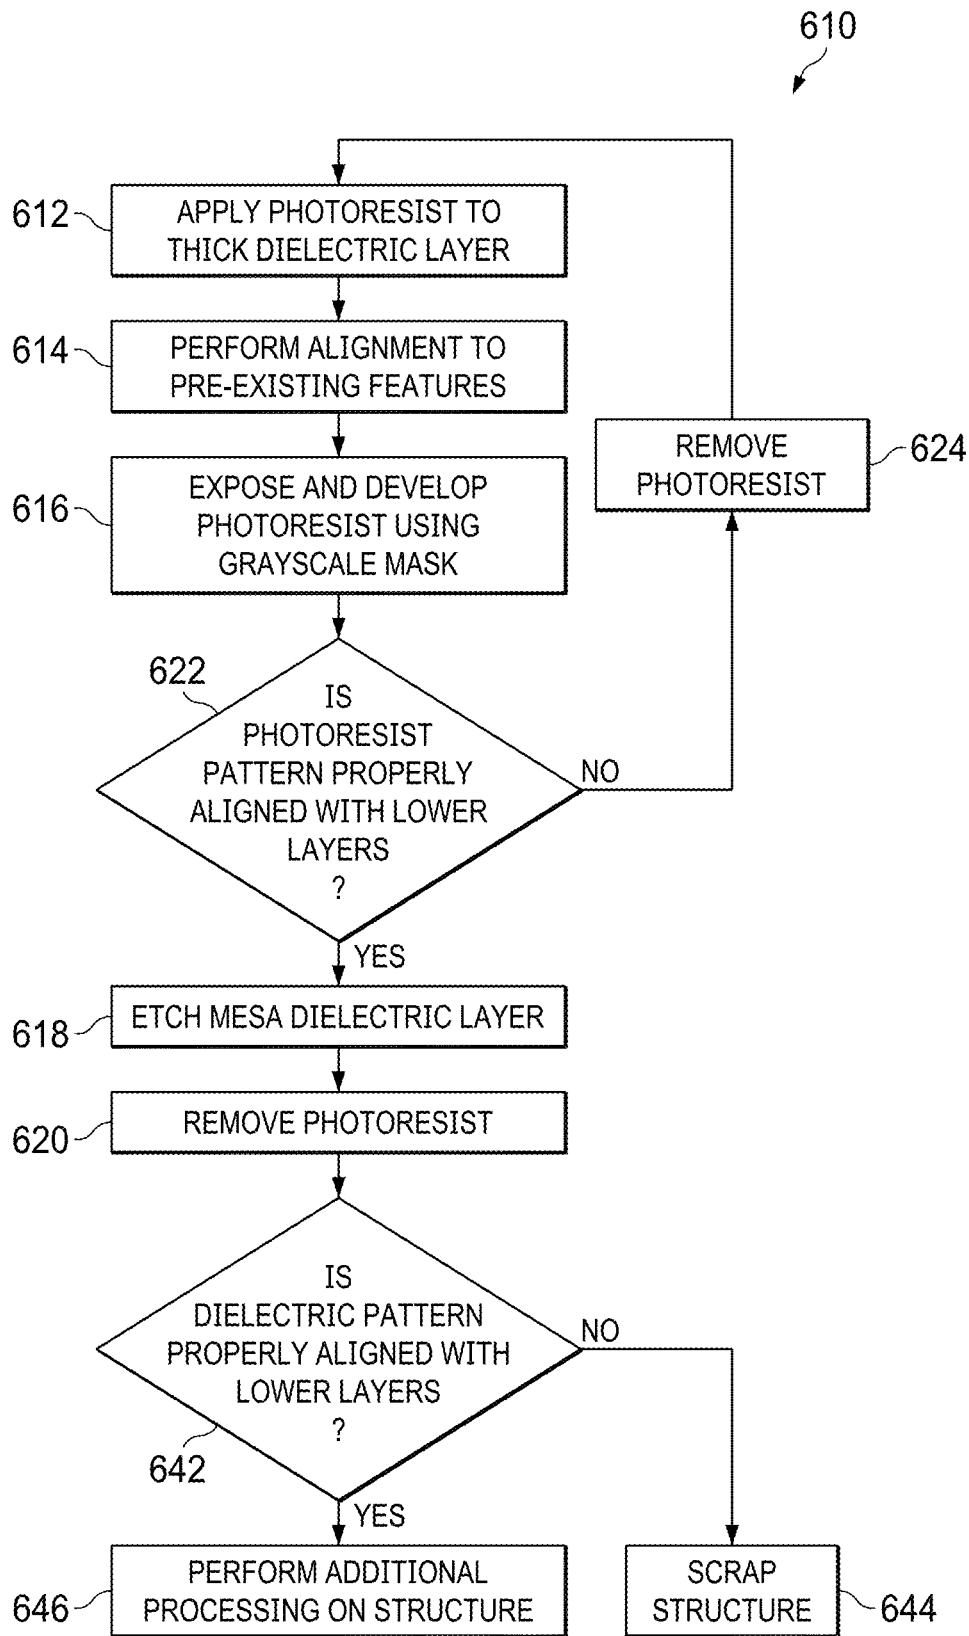 610
612
APPLY PHOTORESIST TO
THICK DIELECTRIC LAYER
614
PERFORM ALIGNMENT TO
PRE-EXISTING FEATURES
616
EXPOSE AND DEVELOP
PHOTORESIST USING
GRAYSCALE MASK
REMOVE
PHOTORESIST
624
622
IS
PHOTORESIST
PATTERN PROPERLY
ALIGNED WITH LOWER
LAYERS
?
NO
YES
618
ETCH MESA DIELECTRIC LAYER
620
REMOVE PHOTORESIST
IS
DIELECTRIC PATTERN
PROPERLY ALIGNED WITH
LOWER LAYERS
?
642
NO
YES
646
PERFORM ADDITIONAL
PROCESSING ON STRUCTURE
SCRAP
STRUCTURE
644